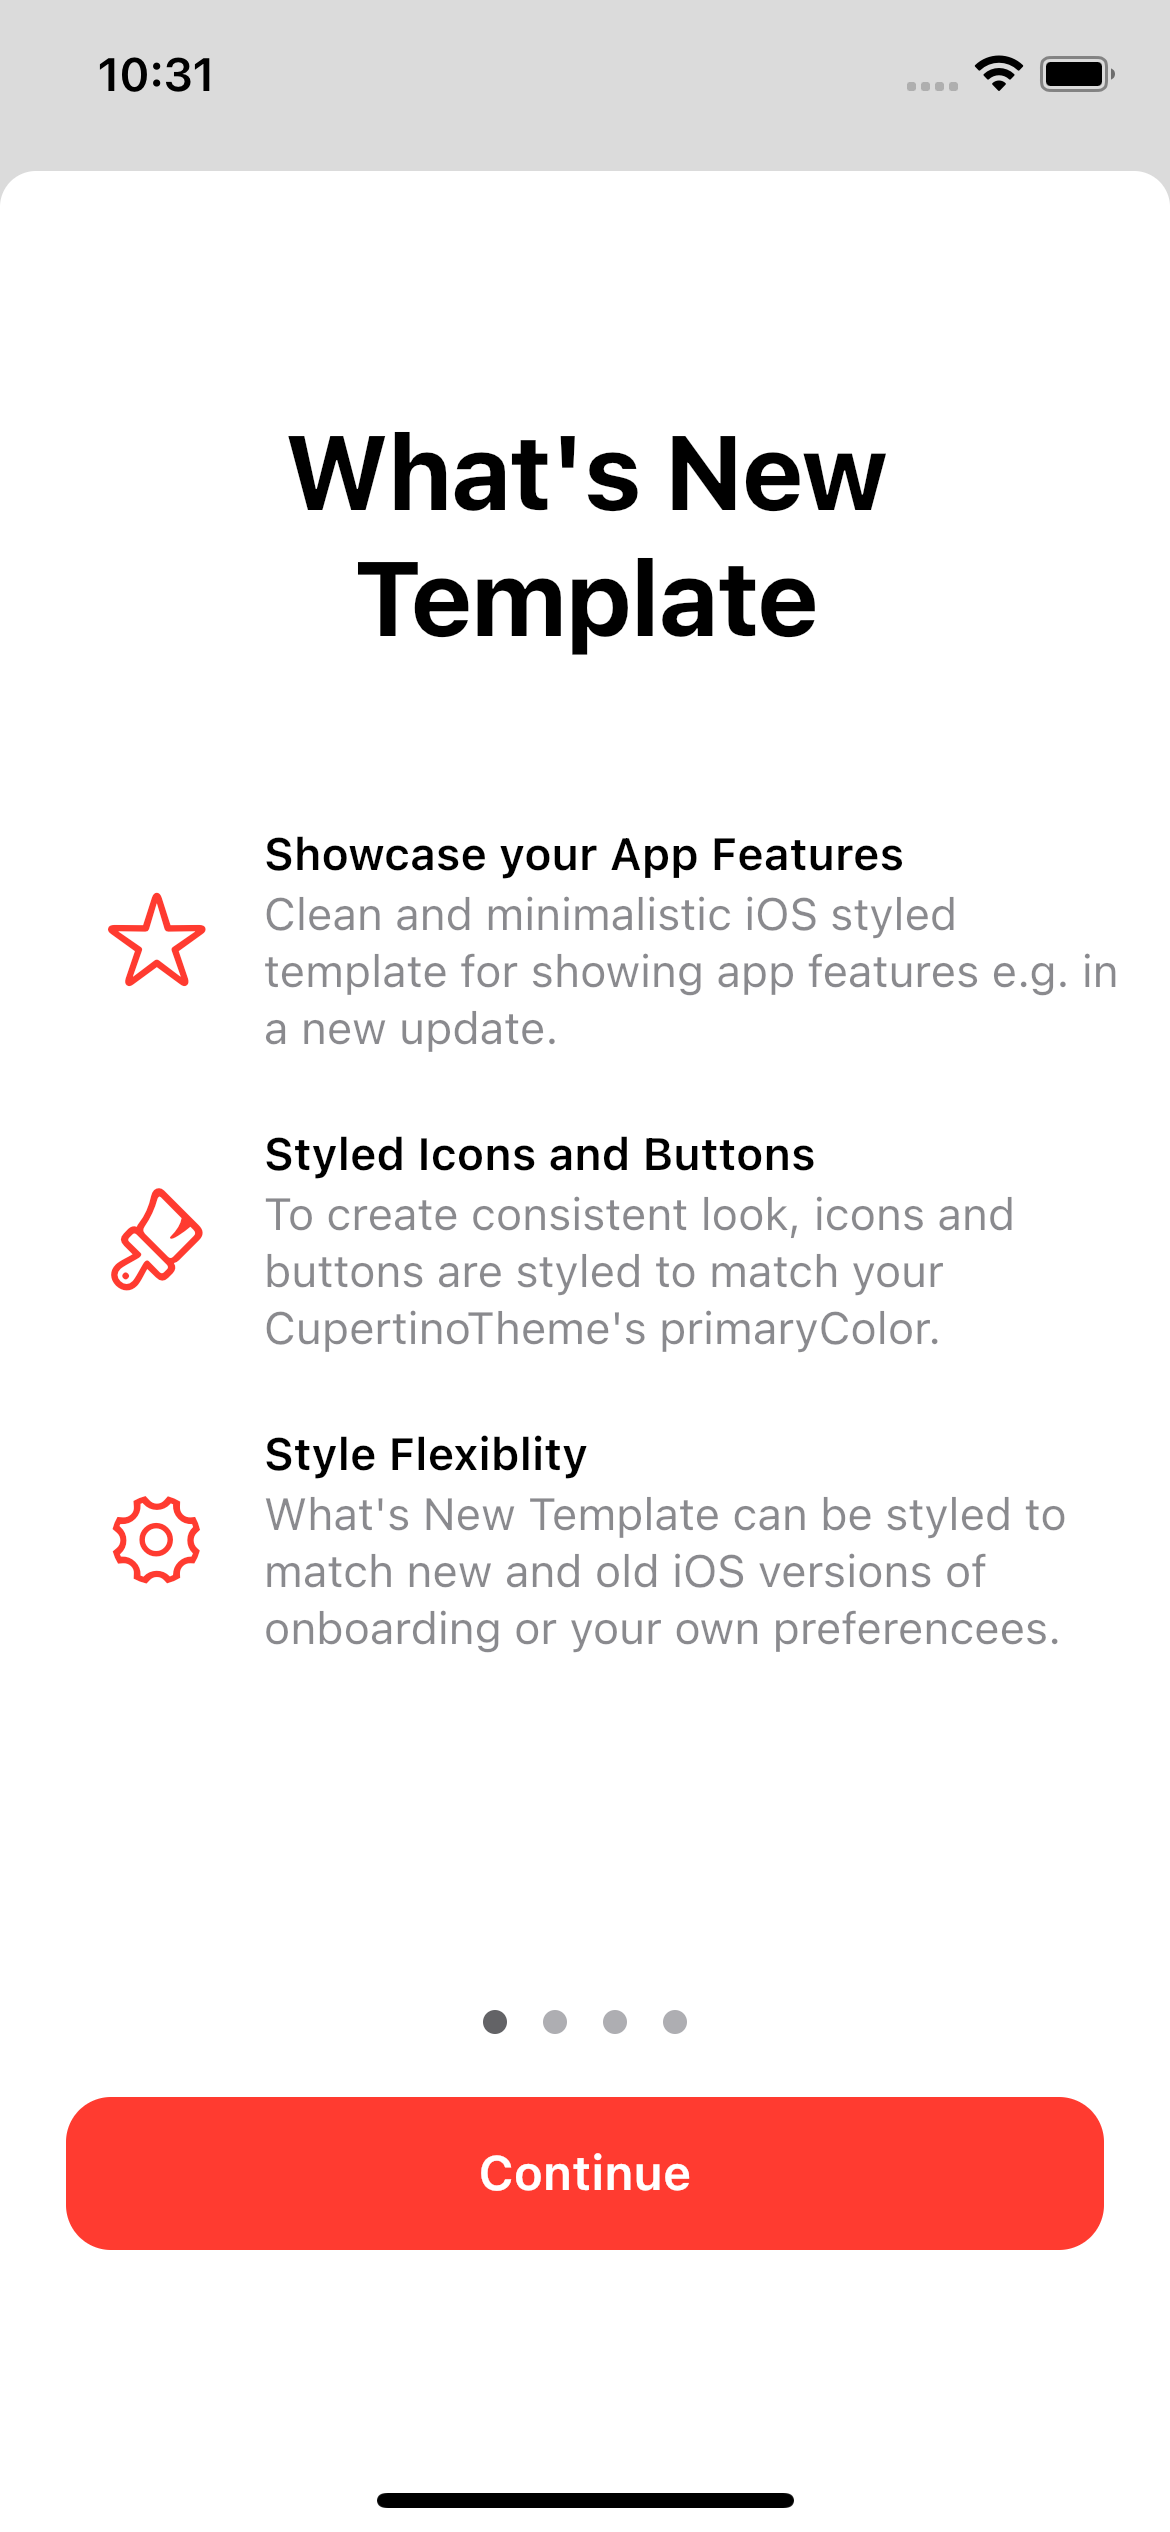 10:31
What's New
Template
Showcase your App Features
Clean and minimalistic iOS styled
template for showing app features e.g. in
a new update.
Styled Icons and Buttons
To create consistent look, icons and
buttons are styled to match your
CupertinoTheme's primaryColor.
Style Flexiblity
What's New Template can be styled to
match new and old iOS versions of
onboarding or your own preferencees.
Continue